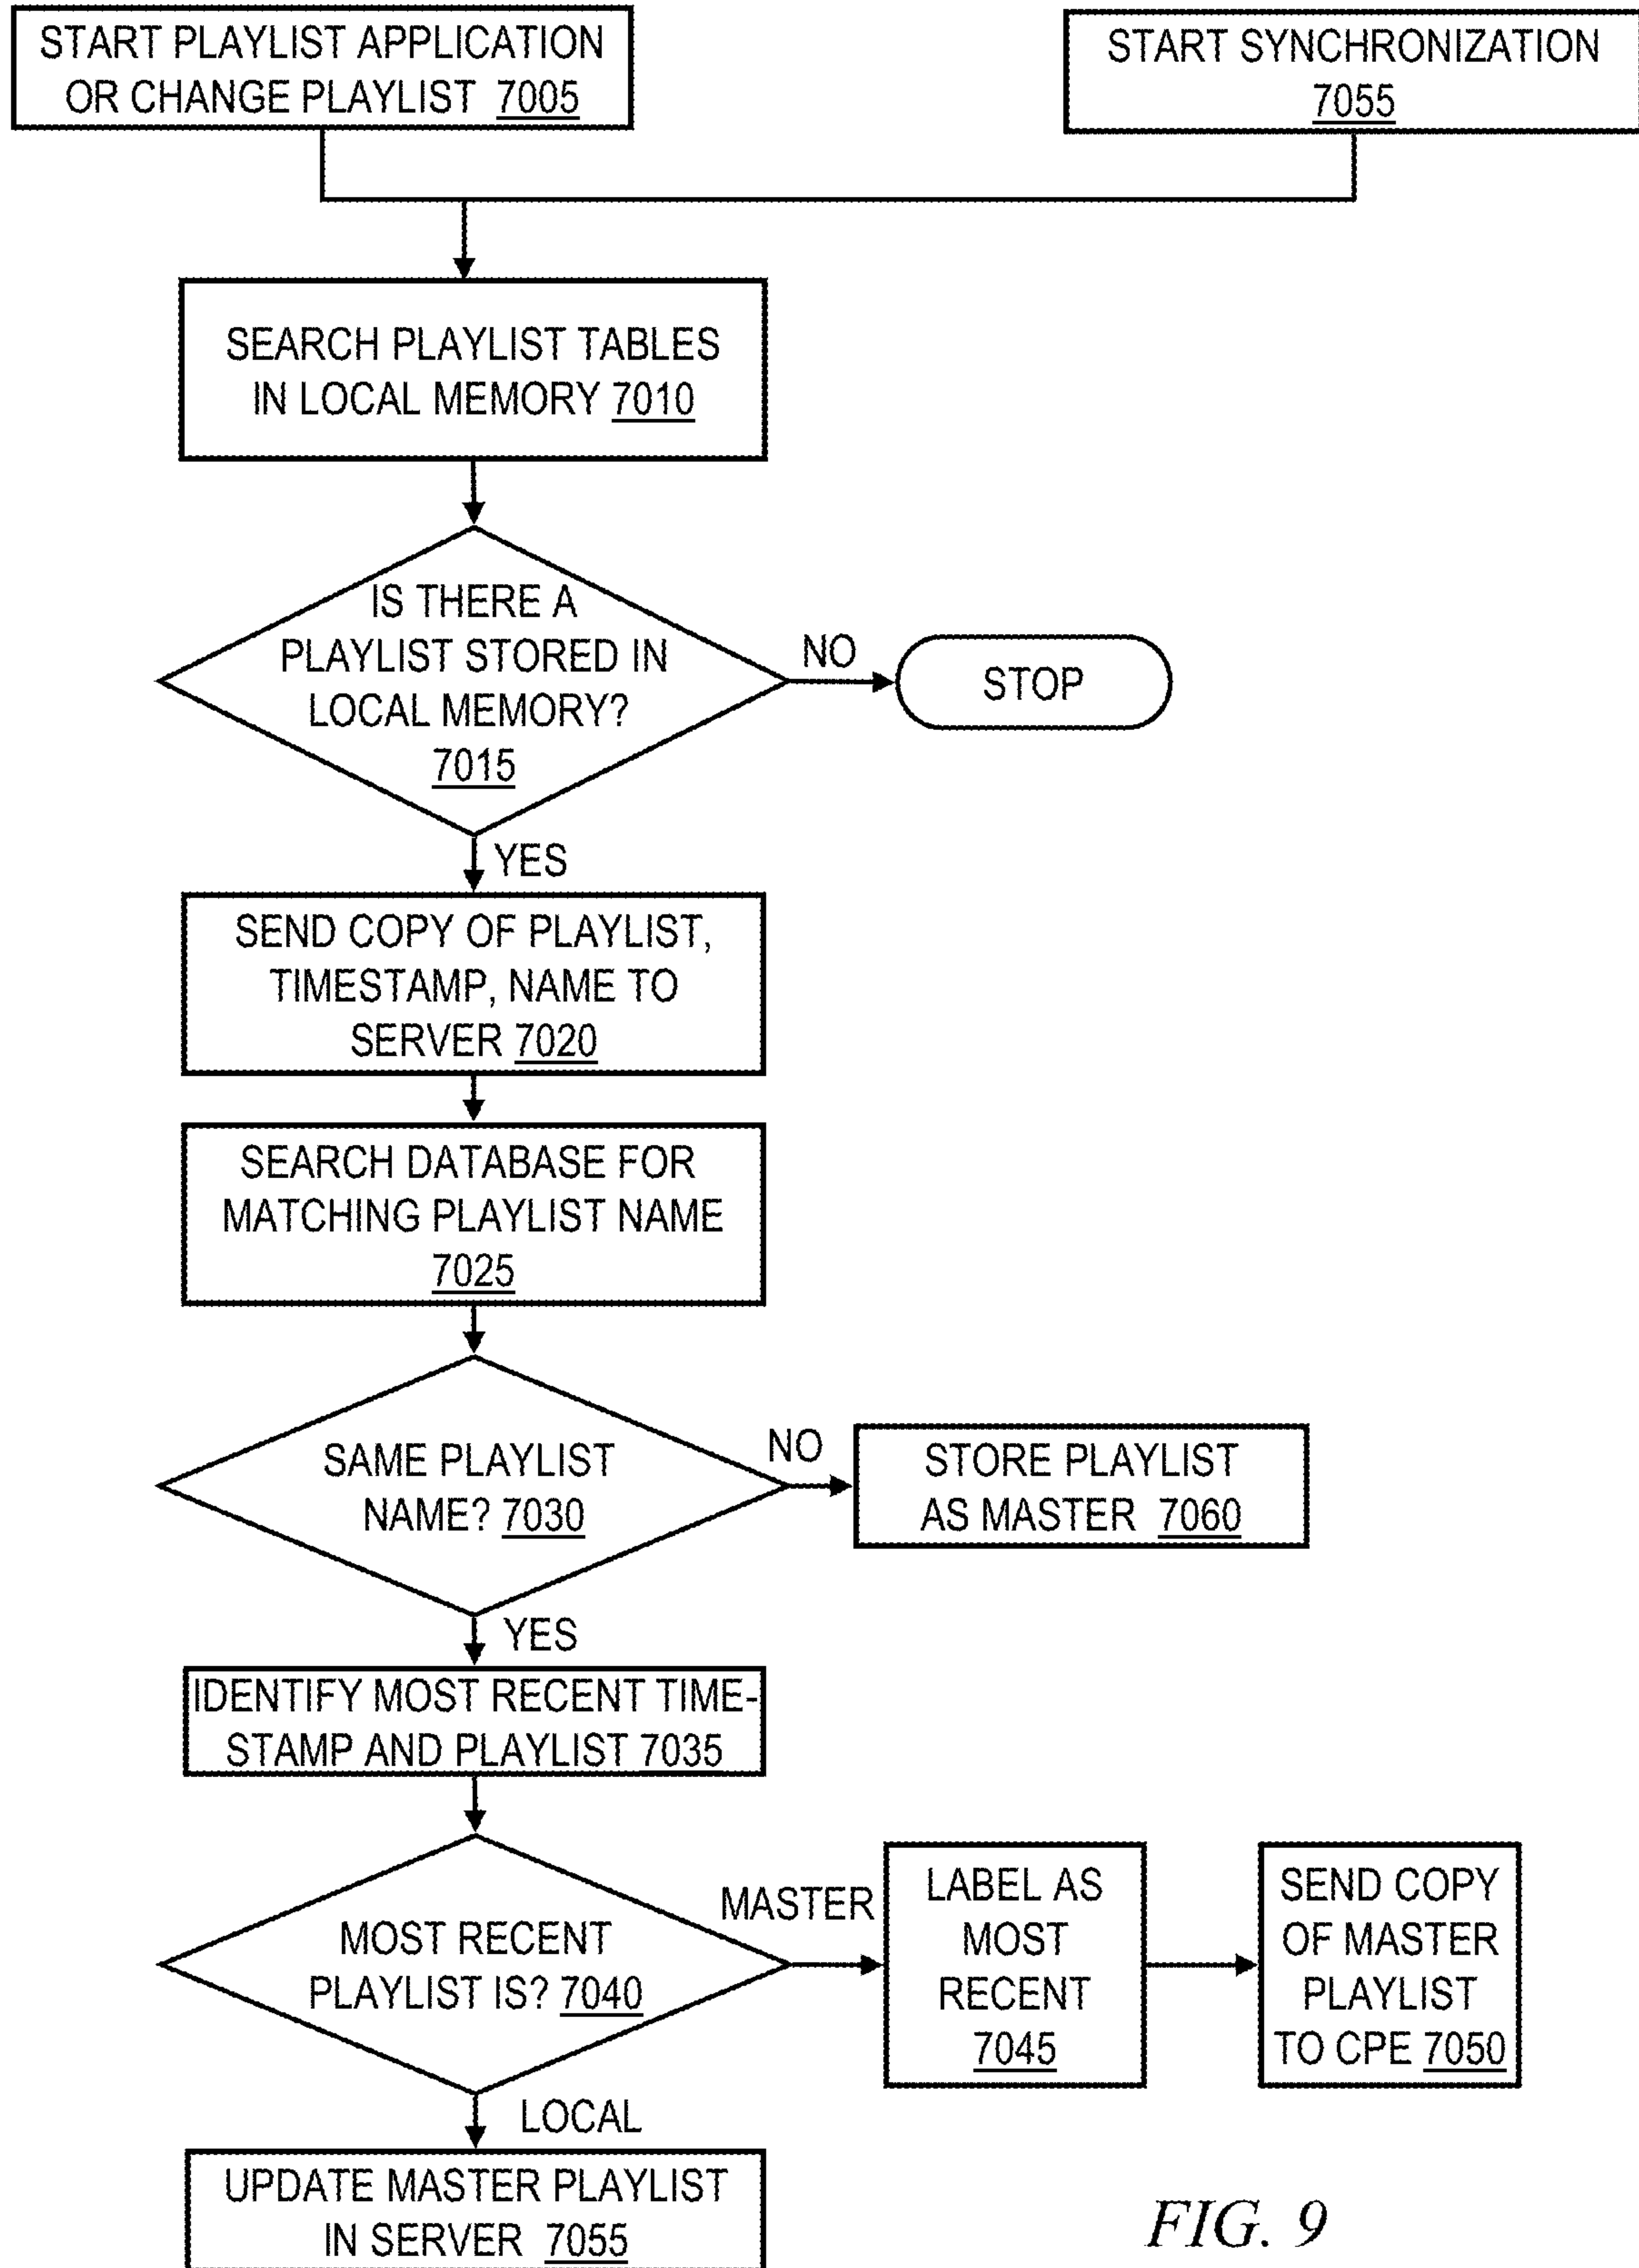 START PLAYLIST APPLICATION
OR CHANGE PLAYLIST 7005
START SYNCHRONIZATION
7055
SEARCH PLAYLIST TABLES
IN LOCAL MEMORY 7010
IS THERE A
PLAYLIST STORED IN
LOCAL MEMORY?
7015
NO
STOP
YES
SEND COPY OF PLAYLIST,
TIMESTAMP, NAME TO
SERVER 7020
SEARCH DATABASE FOR
MATCHING PLAYLIST NAME
7025
SAME PLAYLIST
NAME? 7030
NO
STORE PLAYLIST
AS MASTER 7060
YES
IDENTIFY MOST RECENT TIME-
STAMP AND PLAYLIST 7035
MOST RECENT
PLAYLIST IS? 7040
MASTER
LABEL AS
MOST
RECENT
7045
SEND COPY
OF MASTER
PLAYLIST
TO CPE 7050
LOCAL
UPDATE MASTER PLAYLIST
IN SERVER 7055
FIG. 9